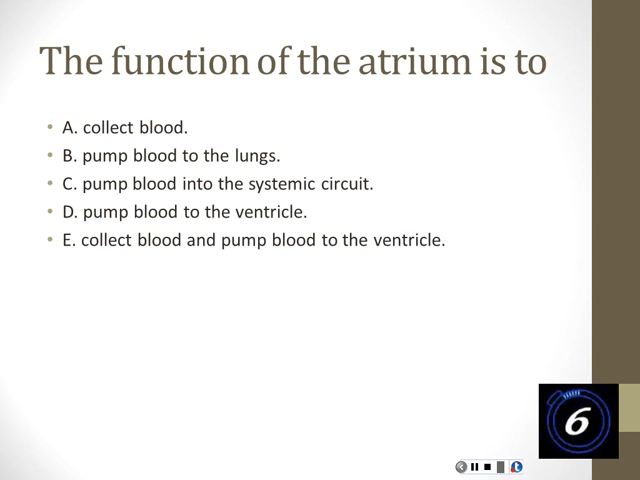 The function of the atrium is to
• A. collect blood.
• B. pump blood to the lungs.
• C. pump blood into the systemic circuit.
• D. pump blood to the ventricle.
• E. collect blood and pump blood to the ventricle.
6
t